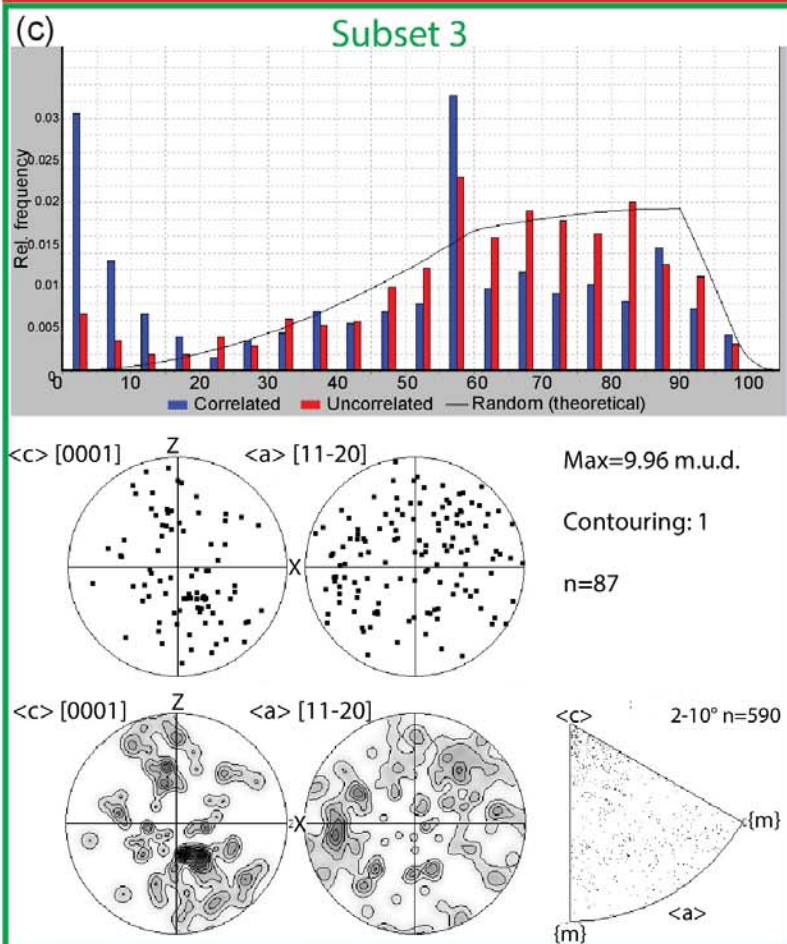 (c)
Subset 3
Rel. frequency
0.03
0.025
0.02
0.015
0.01
0.005
0
0 10 20 30 40 50 60 70 80 90 100
Correlated Uncorrelated Random (theoretical)
<c> [0001] Z <a> [11-20]
X
Max=9.96 m.u.d.
Contouring: 1
n=87
<c> [0001] Z <a> [11-20]
X
<c> 2-10° n=590
{m}
<a>
{m}